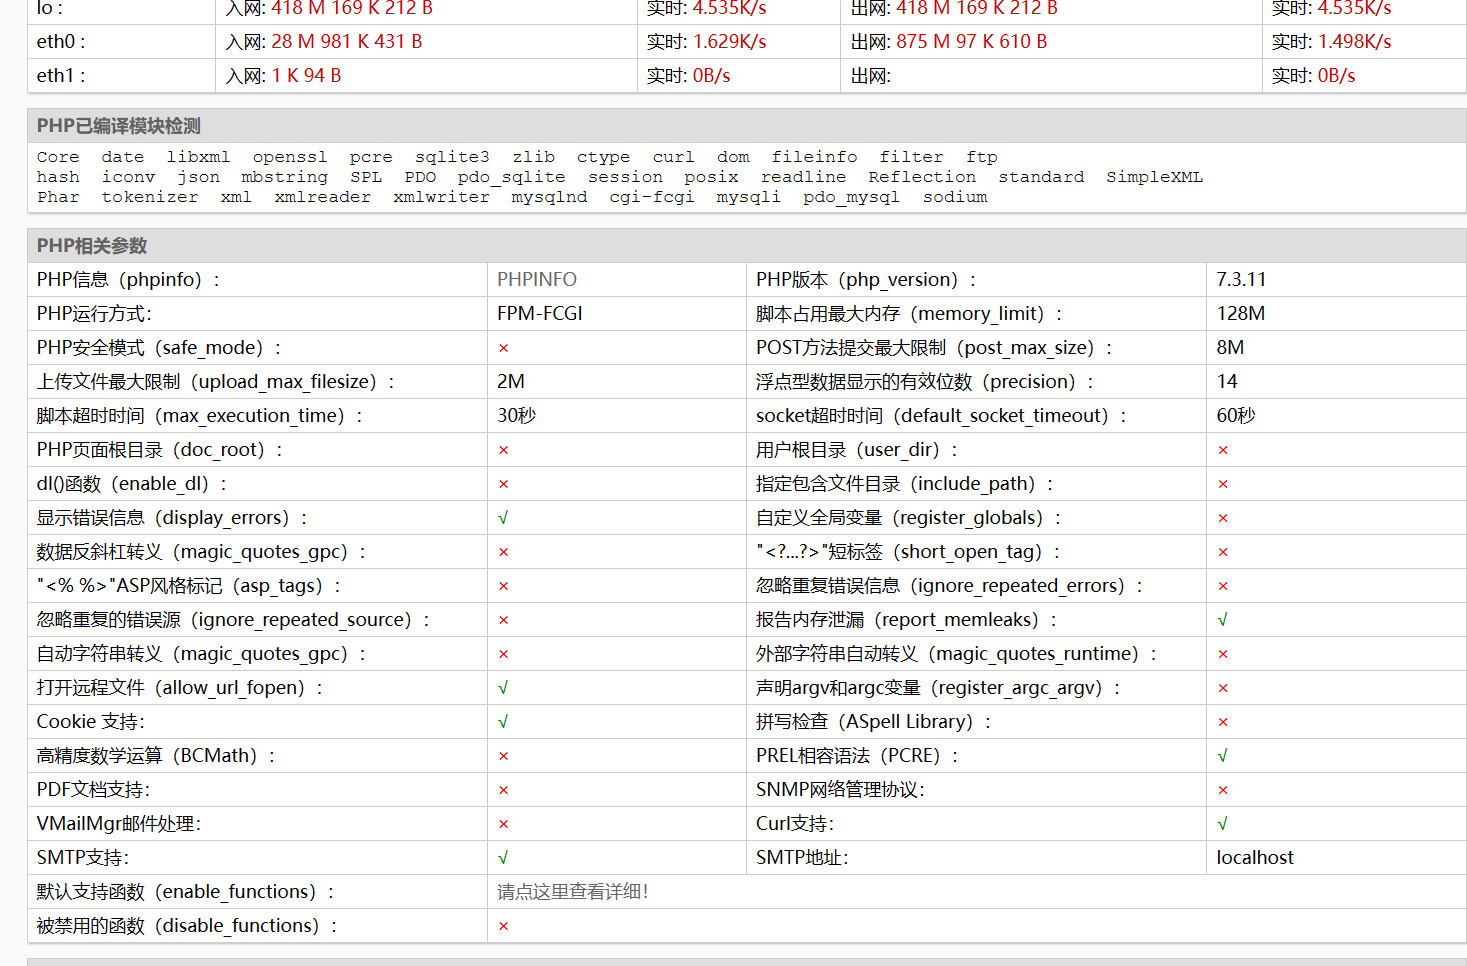 lo : 入网: 418 M 169 K 212 B 实时: 4.535K/s 出网: 418 M 169 K 212 B 实时: 4.535K/s
eth0 : 入网: 28 M 981 K 431 B 实时: 1.629K/s 出网: 875 M 97 K 610 B 实时: 1.498K/s
eth1 : 入网: 1 K 94 B 实时: 0B/s 出网: 实时: 0B/s
PHP已编译模块检测
Core date libxml openssl pcre sqlite3 zlib ctype curl dom fileinfo filter ftp
hash iconv json mbstring SPL PDO pdo_sqlite session posix readline Reflection standard SimpleXML
Phar tokenizer xml xmlreader xmlwriter mysqlnd cgi-fcgi mysqli pdo_mysql sodium
PHP相关参数
PHP信息（phpinfo）: PHPINFO PHP版本（php_version）: 7.3.11
PHP运行方式: FPM-FCGI 脚本占用最大内存（memory_limit）: 128M
PHP安全模式（safe_mode）: × POST方法提交最大限制（post_max_size）: 8M
上传文件最大限制（upload_max_filesize）: 2M 浮点型数据显示的有效位数（precision）: 14
脚本超时时间（max_execution_time）: 30秒 socket超时时间（default_socket_timeout）: 60秒
PHP页面根目录（doc_root）: × 用户根目录（user_dir）: ×
dl()函数（enable_dl）: × 指定包含文件目录（include_path）: ×
显示错误信息（display_errors）: √ 自定义全局变量（register_globals）: ×
数据反斜杠转义（magic_quotes_gpc）: × "<?...?>"短标签（short_open_tag）: ×
"<% %>"ASP风格标记（asp_tags）: × 忽略重复错误信息（ignore_repeated_errors）: ×
忽略重复的错误源（ignore_repeated_source）: × 报告内存泄漏（report_memleaks）: √
自动字符串转义（magic_quotes_gpc）: × 外部字符串自动转义（magic_quotes_runtime）: ×
打开远程文件（allow_url_fopen）: √ 声明argv和argc变量（register_argc_argv）: ×
Cookie 支持: √ 拼写检查（ASpell Library）: ×
高精度数学运算（BCMath）: × PREL相容语法（PCRE）: √
PDF文档支持: × SNMP网络管理协议: ×
VMailMgr邮件处理: × Curl支持: √
SMTP支持: √ SMTP地址: localhost
默认支持函数（enable_functions）: 请点这里查看详细!
被禁用的函数（disable_functions）: ×